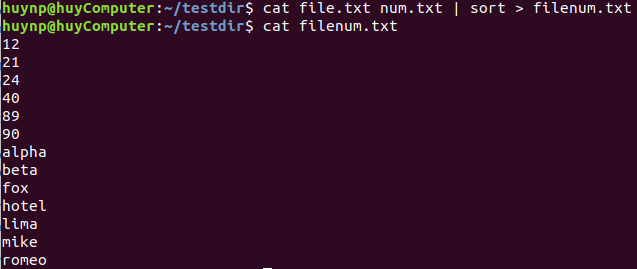 huynp@huyComputer:~/testdir$ cat file.txt num.txt | sort > filenum.txt
huynp@huyComputer:~/testdir$ cat filenum.txt
12
21
24
40
89
90
alpha
beta
fox
hotel
lima
mike
romeo